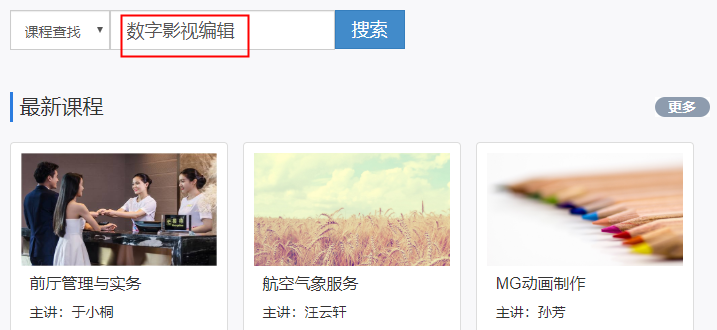 课程查找 数字影视编辑 搜索
最新课程 更多
前厅管理与实务 航空气象服务 MG动画制作
主讲：于小桐 主讲：汪云轩 主讲：孙芳